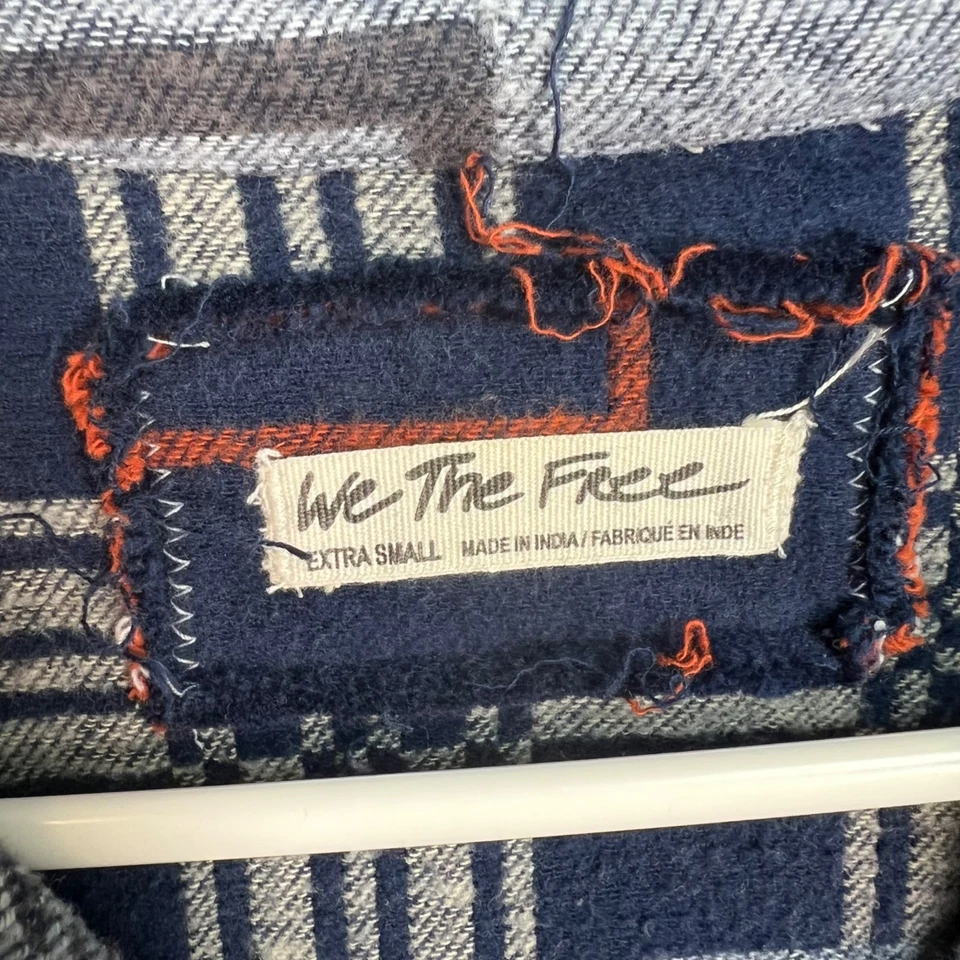 We The Free
EXTRA SMALL MADE IN INDIA / FABRIQUÉ EN INDE